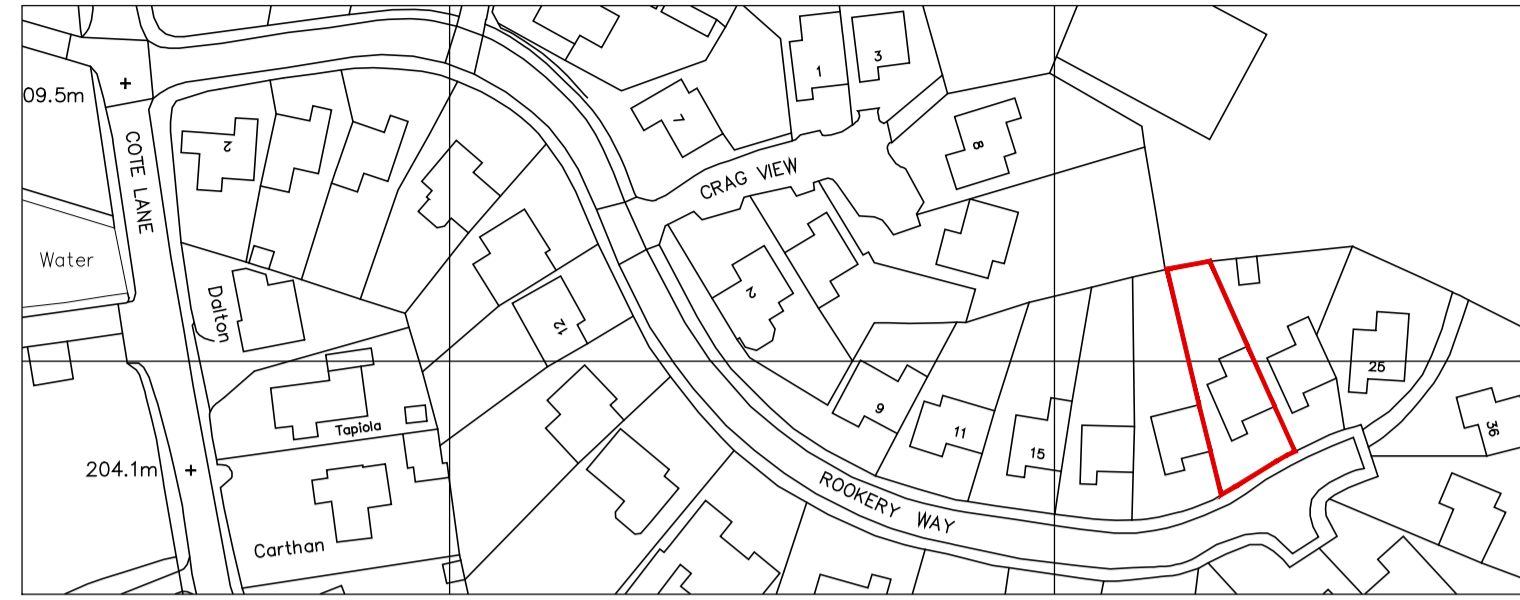 09.5m
COTE LANE
2
7
1
3
8
CRAG VIEW
Water
Dalton
12
2
9
11
15
25
36
Tapiola
204.1m
Carthan
ROOKERY WAY